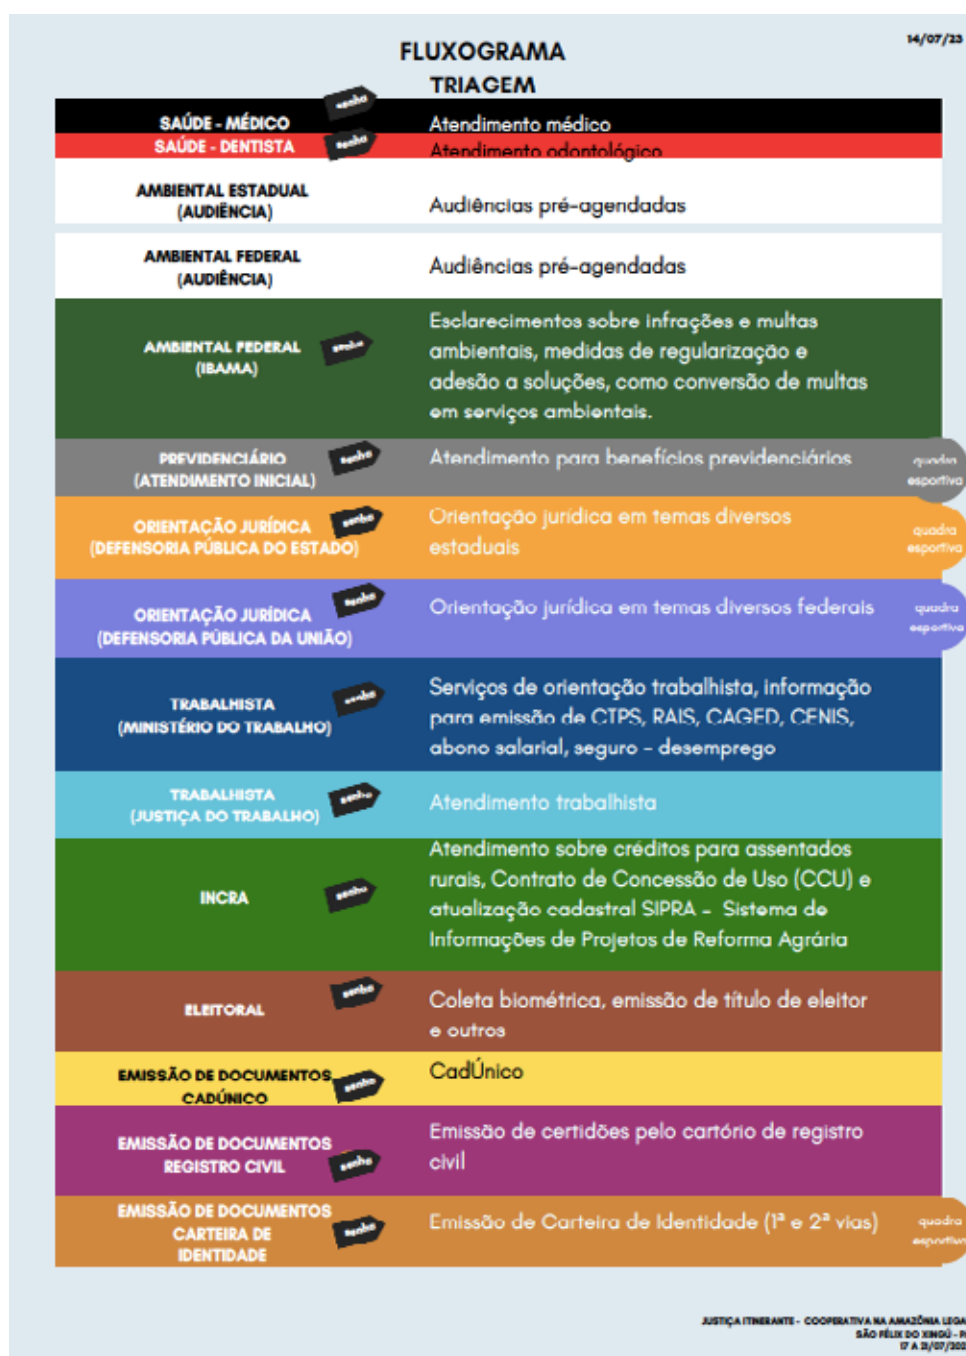 14/07/23
FLUXOGRAMA
TRIAGEM
senha
SAÚDE - MÉDICO
Atendimento médico
SAÚDE - DENTISTA
senha
Atendimento odontológico
AMBIENTAL ESTADUAL
(AUDIÊNCIA)
Audiências pré-agendadas
AMBIENTAL FEDERAL
(AUDIÊNCIA)
Audiências pré-agendadas
AMBIENTAL FEDERAL
(IBAMA)
senha
Esclarecimentos sobre infrações e multas
ambientais, medidas de regularização e
adesão a soluções, como conversão de multas
em serviços ambientais.
PREVIDENCIÁRIO
(ATENDIMENTO INICIAL)
senha
Atendimento para benefícios previdenciários
quadra
esportiva
ORIENTAÇÃO JURÍDICA
(DEFENSORIA PÚBLICA DO ESTADO)
senha
Orientação jurídica em temas diversos
estaduais
quadra
esportiva
ORIENTAÇÃO JURÍDICA
(DEFENSORIA PÚBLICA DA UNIÃO)
senha
Orientação jurídica em temas diversos federais
quadra
esportiva
TRABALHISTA
(MINISTÉRIO DO TRABALHO)
senha
Serviços de orientação trabalhista, informação
para emissão de CTPS, RAIS, CAGED, CENIS,
abono salarial, seguro - desemprego
TRABALHISTA
(JUSTIÇA DO TRABALHO)
senha
Atendimento trabalhista
INCRA
senha
Atendimento sobre créditos para assentados
rurais, Contrato de Concessão de Uso (CCU) e
atualização cadastral SIPRA - Sistema de
Informações de Projetos de Reforma Agrária
ELEITORAL
senha
Coleta biométrica, emissão de título de eleitor
e outros
EMISSÃO DE DOCUMENTOS
CADÚNICO
senha
CadÚnico
EMISSÃO DE DOCUMENTOS
REGISTRO CIVIL
senha
Emissão de certidões pelo cartório de registro
civil
EMISSÃO DE DOCUMENTOS
CARTEIRA DE
IDENTIDADE
senha
Emissão de Carteira de Identidade (1ª e 2ª vias)
quadra
esportiva
JUSTIÇA ITINERANTE - COOPERATIVA NA AMAZÔNIA LEGA
SÃO FÉLIX DO XINGÚ - P
17 A 21/07/202